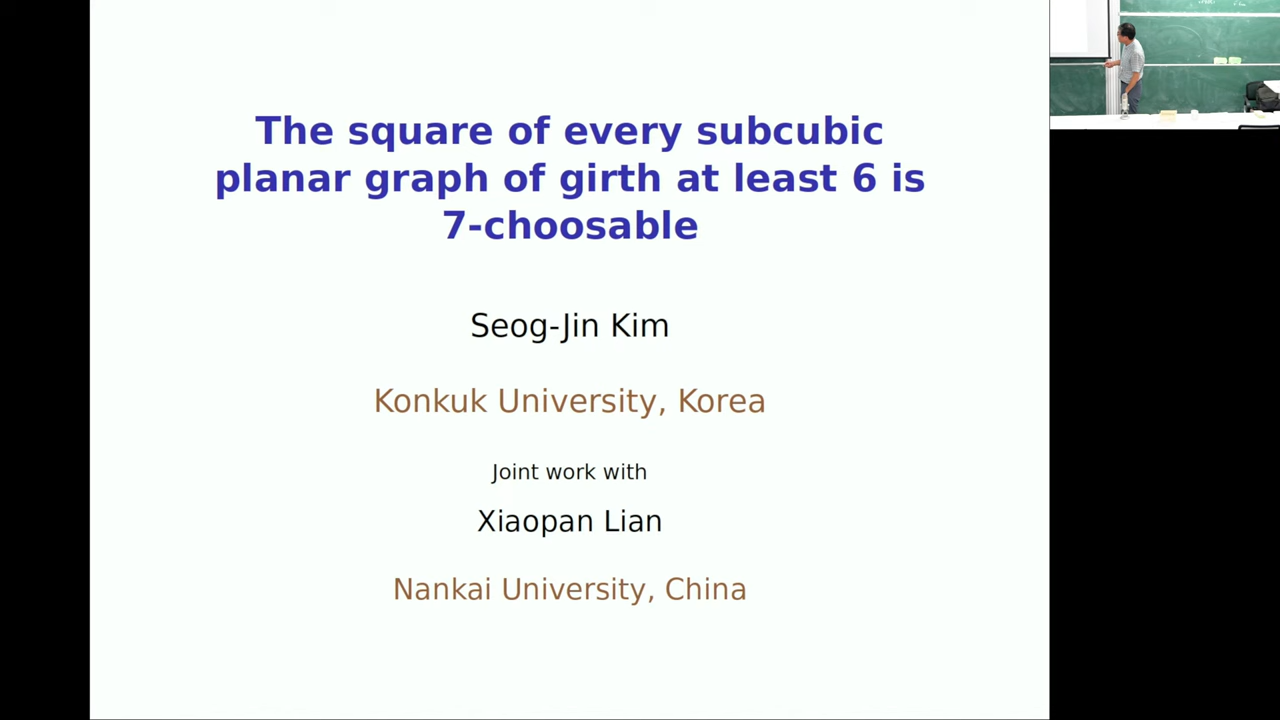 The square of every subcubic
planar graph of girth at least 6 is
7-choosable
Seog-Jin Kim
Konkuk University, Korea
Joint work with
Xiaopan Lian
Nankai University, China